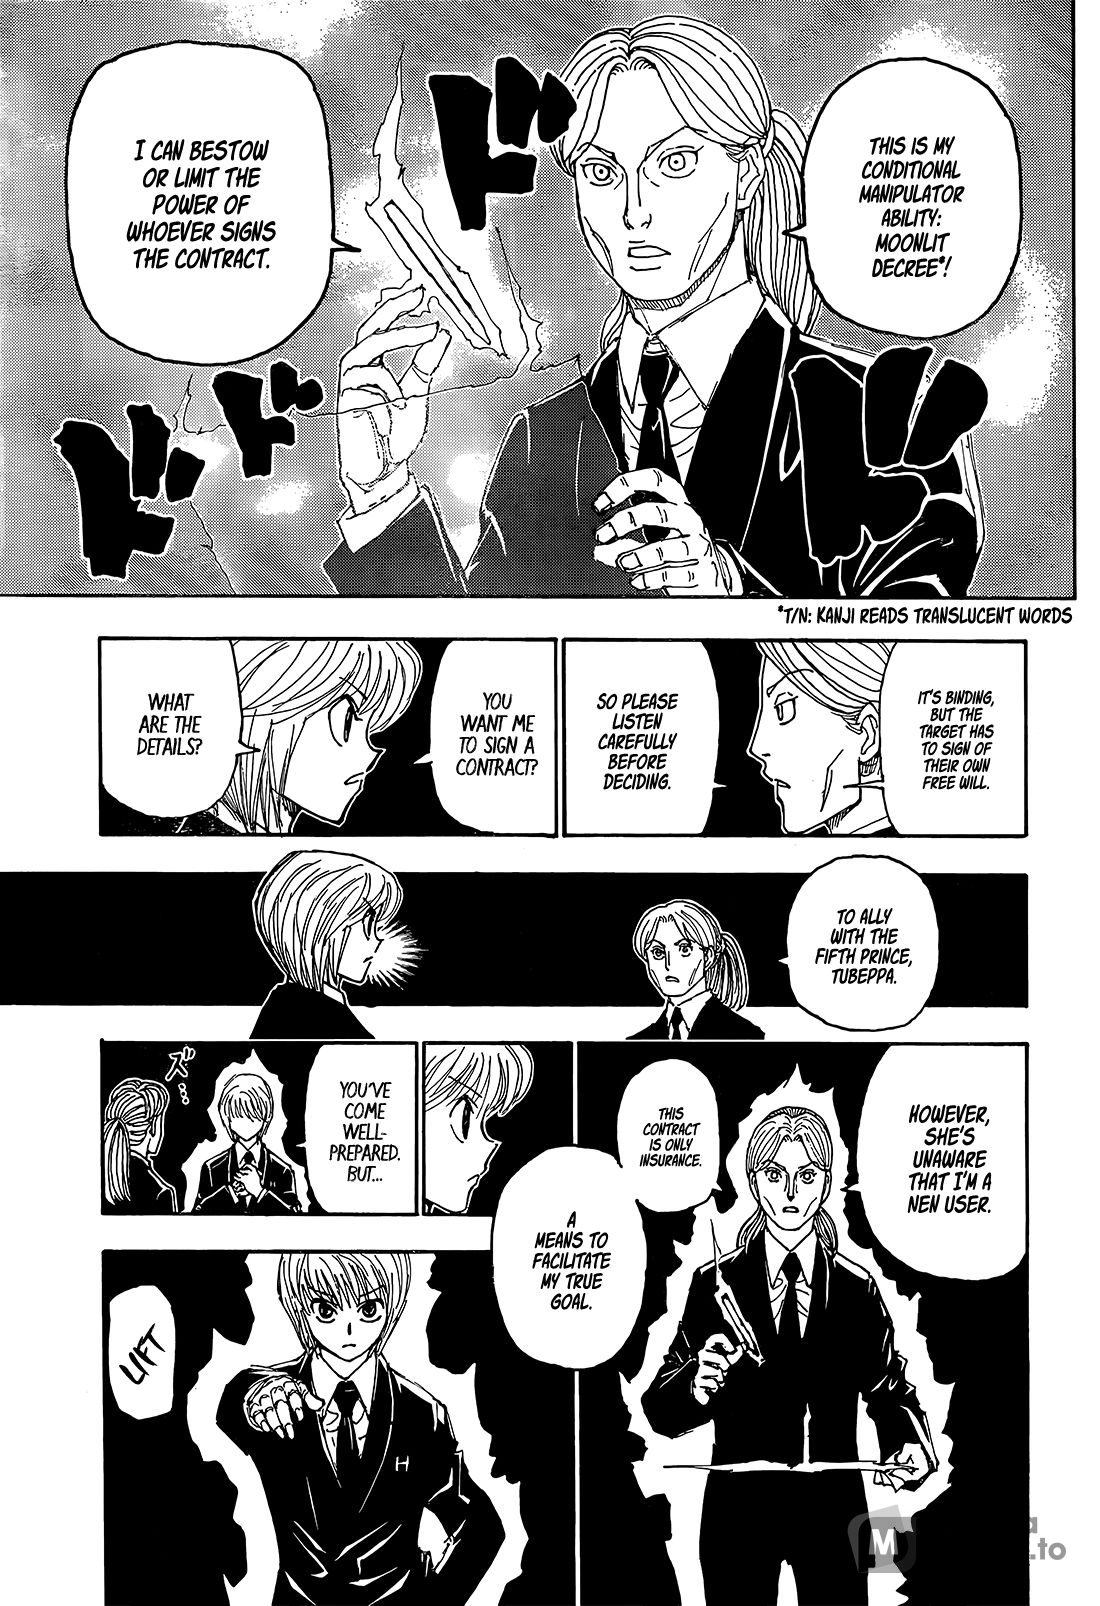 THIS IS MY
CONDITIONAL
MANIPULATOR
ABILITY:
MOONLIT
DECREE*!
I CAN BESTOW
OR LIMIT THE
POWER OF
WHOEVER SIGNS
THE CONTRACT.
ドドドドド
*T/N: KANJI READS TRANSLUCENT WORDS
IT'S BINDING,
BUT THE
TARGET HAS
TO SIGN OF
THEIR OWN
FREE WILL.
SO PLEASE
LISTEN
CAREFULLY
BEFORE
DECIDING.
YOU
WANT ME
TO SIGN A
CONTRACT?
WHAT
ARE THE
DETAILS?
TO ALLY
WITH THE
FIFTH PRINCE,
TUBEPPA.
HOWEVER,
SHE'S
UNAWARE
THAT I'M A
NEN USER.
THIS
CONTRACT
IS ONLY
INSURANCE.
A
MEANS TO
FACILITATE
MY TRUE
GOAL.
YOU'VE
COME
WELL-
PREPARED.
BUT...
ズ…
LIFT
H
M
.to